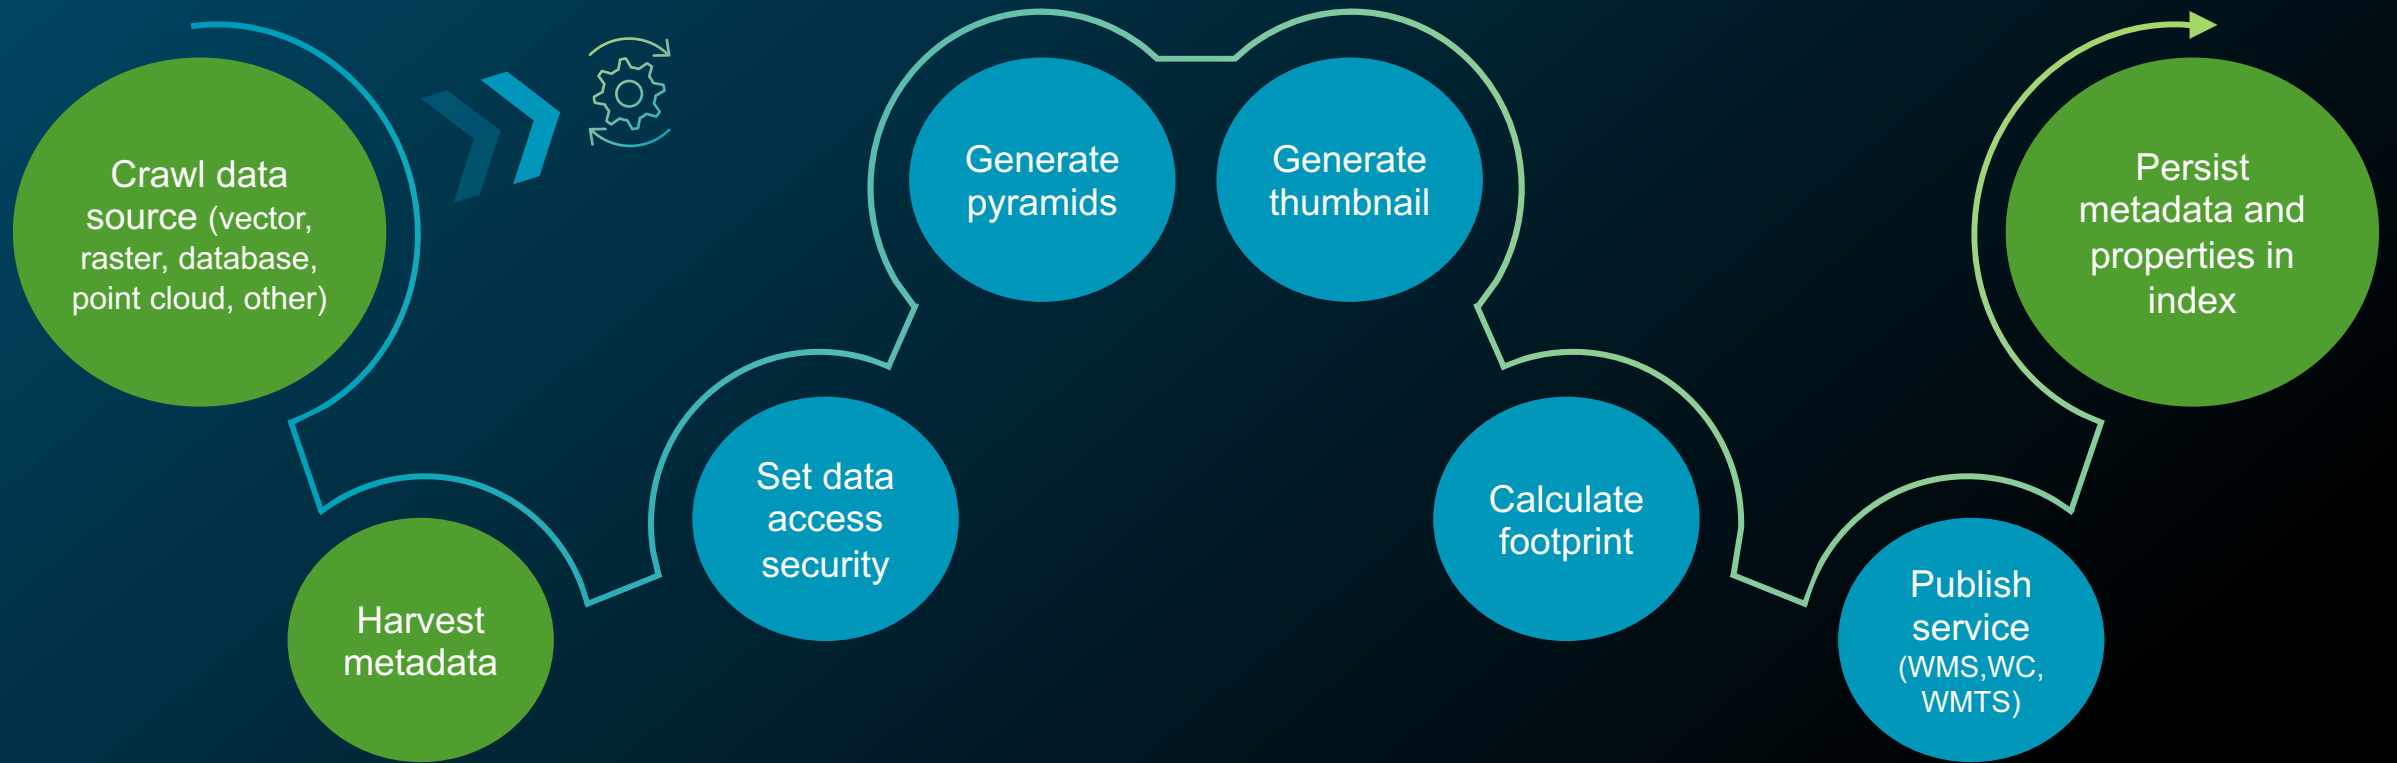 Crawl data
source (vector,
raster, database,
point cloud, other)
Harvest
metadata
Set data
access
security
Generate
pyramids
Generate
thumbnail
Calculate
footprint
Publish
service
(WMS,WC,
WMTS)
Persist
metadata and
properties in
index